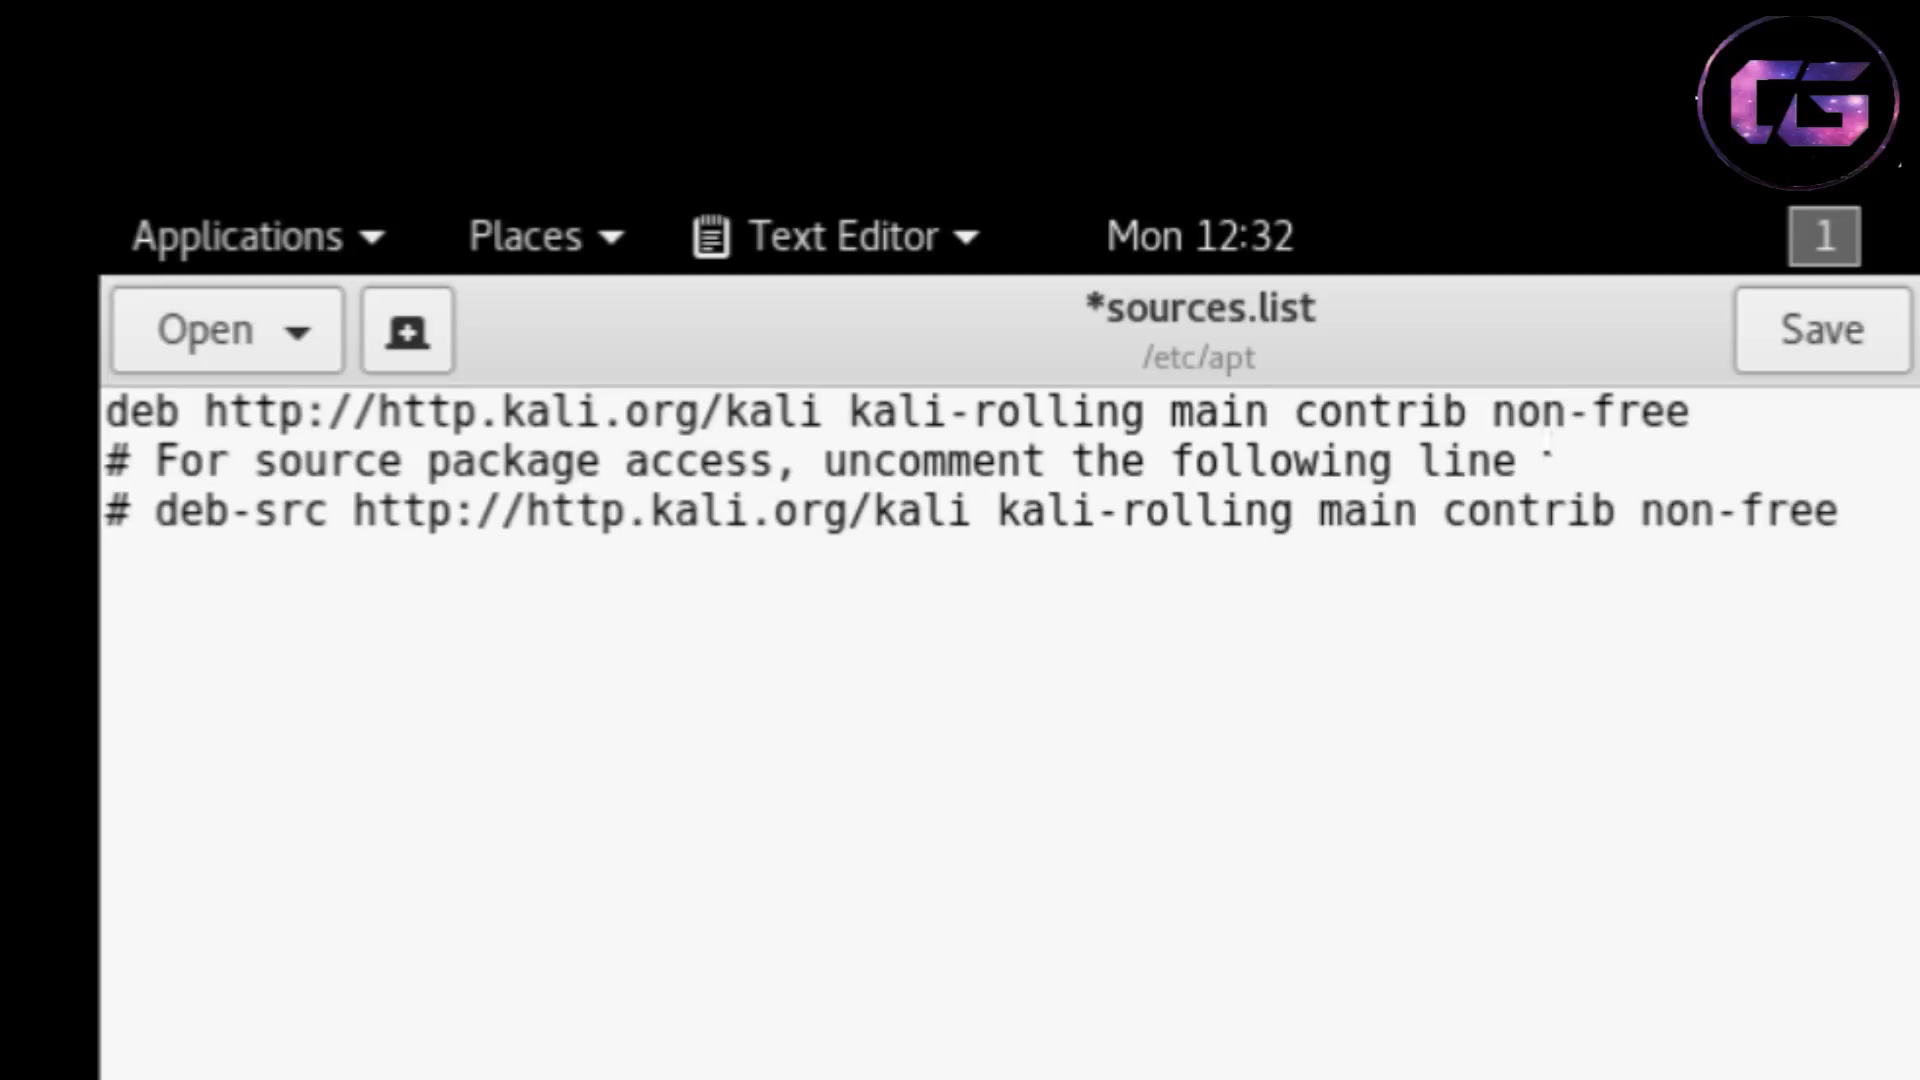 CG
Applications Places Text Editor Mon 12:32 1
Open *sources.list Save
/etc/apt
deb http://http.kali.org/kali kali-rolling main contrib non-free
# For source package access, uncomment the following line `
# deb-src http://http.kali.org/kali kali-rolling main contrib non-free